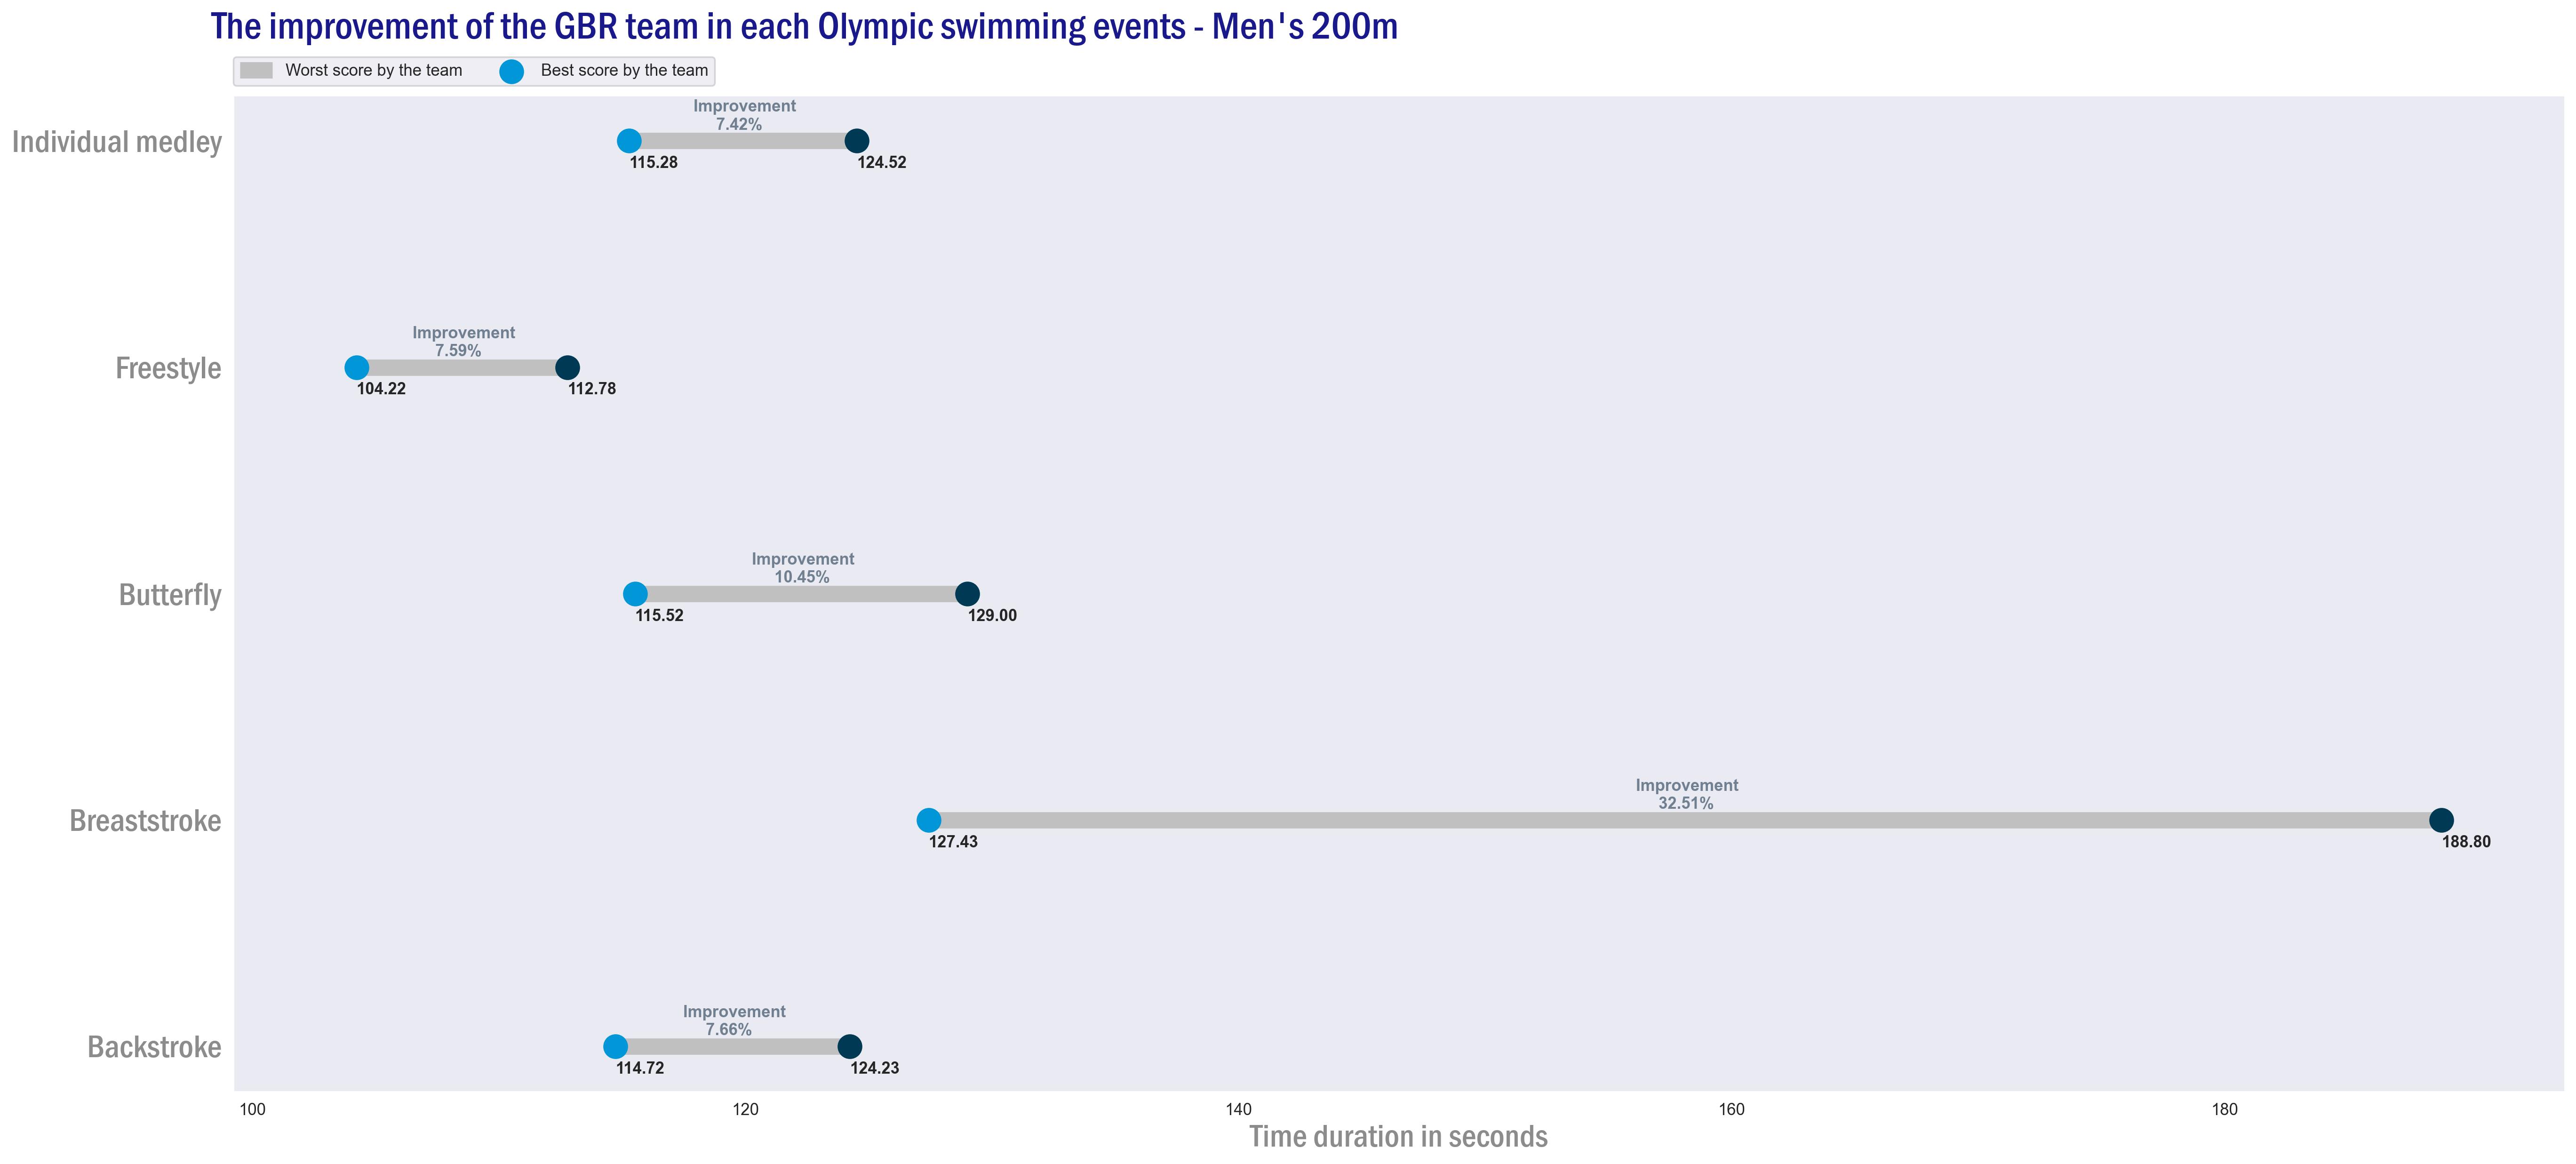 The improvement of the GBR team in each Olympic swimming events - Men's 200m
Worst score by the team
Best score by the team
Individual medley
Improvement
7.42%
115.28
124.52
Freestyle
Improvement
7.59%
104.22
112.78
Butterfly
Improvement
10.45%
115.52
129.00
Breaststroke
Improvement
32.51%
127.43
188.80
Backstroke
Improvement
7.66%
114.72
124.23
100
120
140
160
180
Time duration in seconds